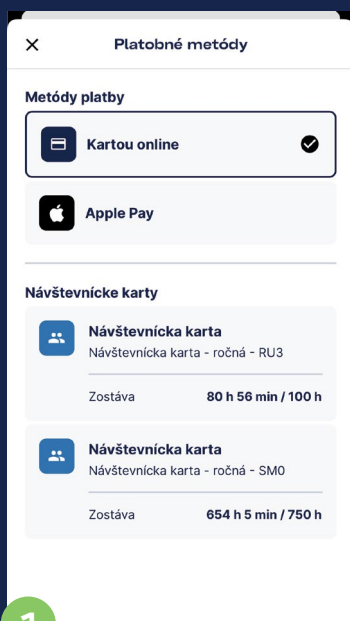 Platobné metódy
Metódy platby
Kartou online
Apple Pay
Návštevnícke karty
Návštevnícka karta
Návštevnícka karta - ročná - RU3
Zostáva 80 h 56 min / 100 h
Návštevnícka karta
Návštevnícka karta - ročná - SM0
Zostáva 654 h 5 min / 750 h